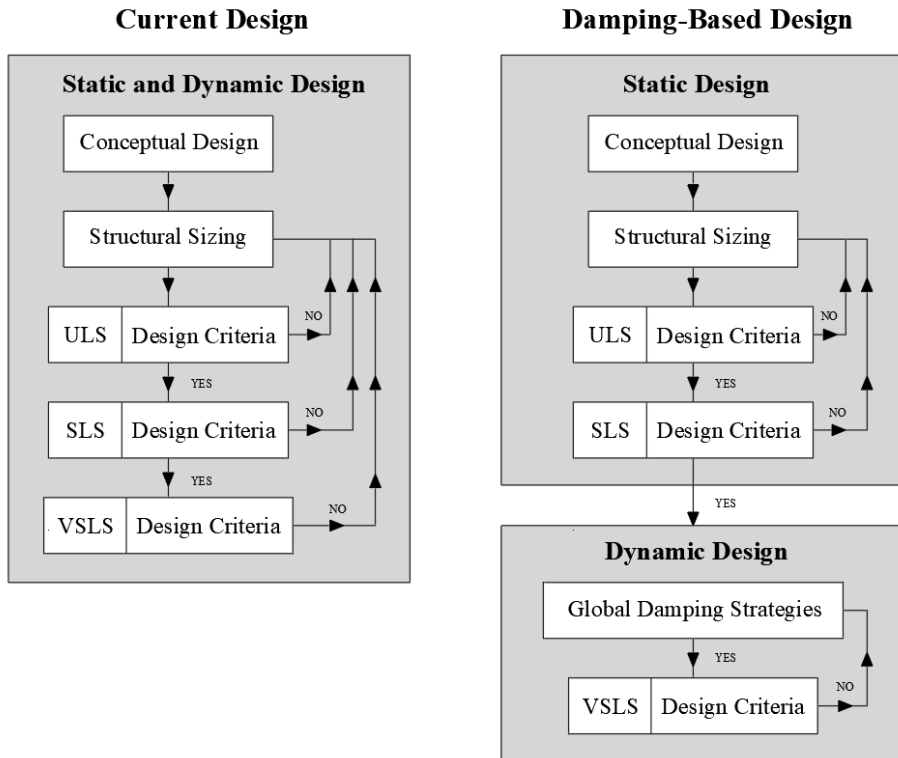 Current Design
Static and Dynamic Design
Conceptual Design
Structural Sizing
ULS Design Criteria
NO
YES
SLS Design Criteria
NO
YES
VSLS Design Criteria
NO
Damping-Based Design
Static Design
Conceptual Design
Structural Sizing
ULS Design Criteria
NO
YES
SLS Design Criteria
NO
YES
Dynamic Design
Global Damping Strategies
YES
VSLS Design Criteria
NO